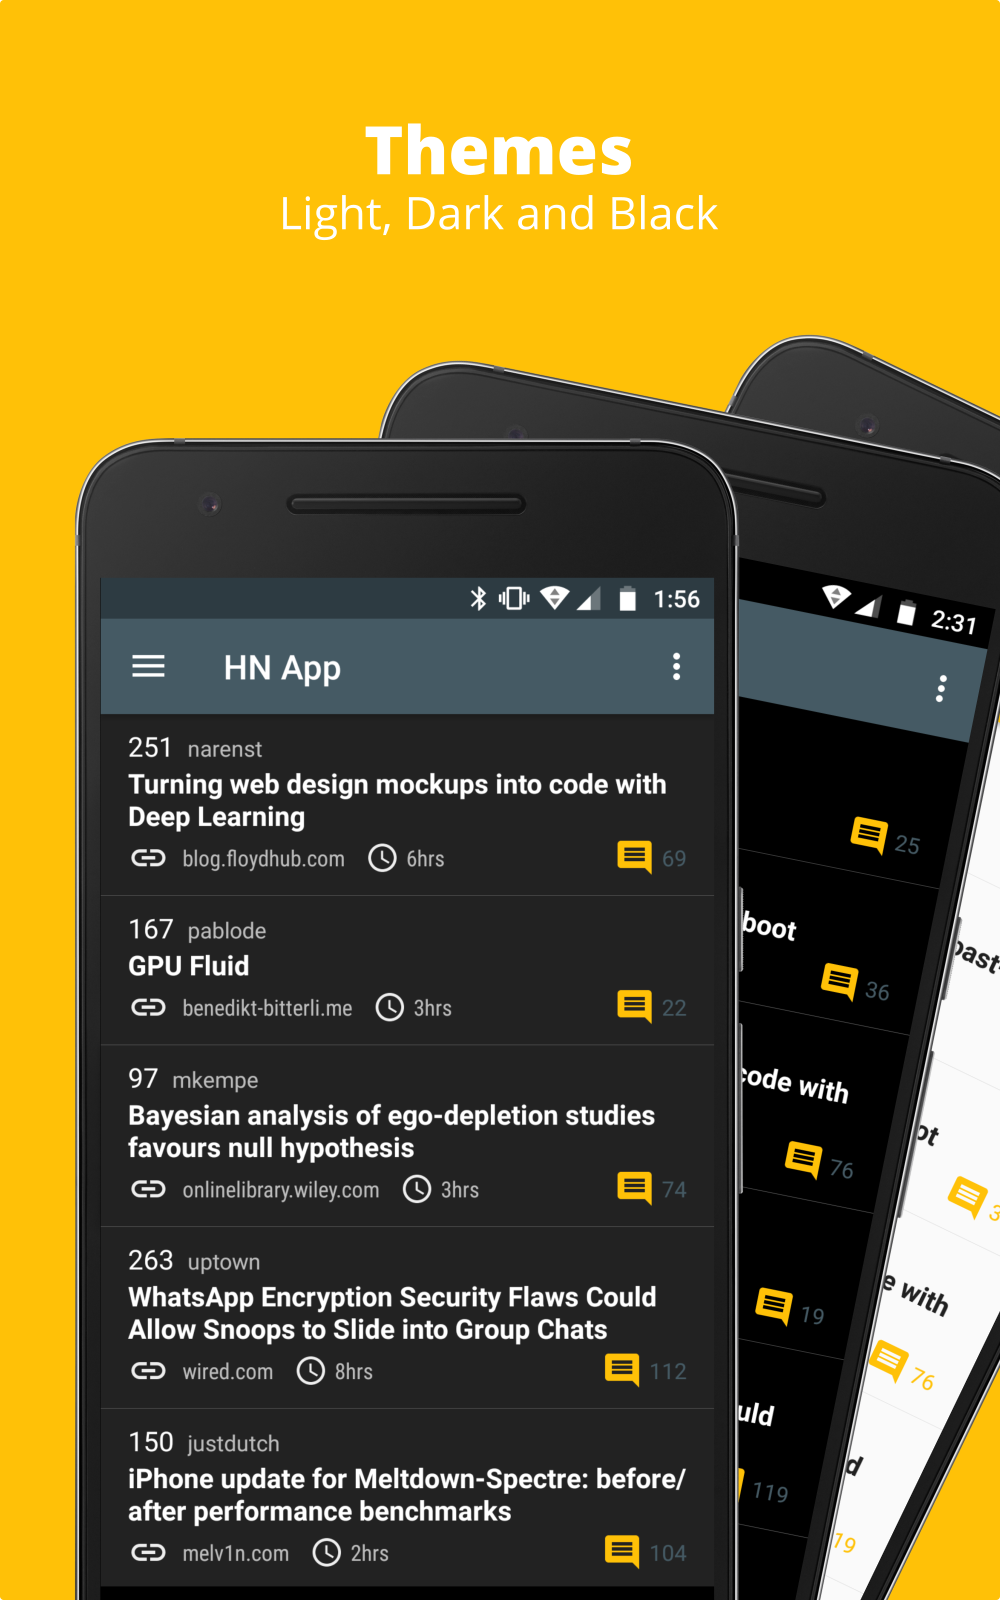 Themes
Light, Dark and Black
1:56
HN App
251 narenst
Turning web design mockups into code with
Deep Learning
blog.floydhub.com 6hrs 69
167 pablode
GPU Fluid
benedikt-bitterli.me 3hrs 22
97 mkempe
Bayesian analysis of ego-depletion studies
favours null hypothesis
onlinelibrary.wiley.com 3hrs 74
263 uptown
WhatsApp Encryption Security Flaws Could
Allow Snoops to Slide into Group Chats
wired.com 8hrs 112
150 justdutch
iPhone update for Meltdown-Spectre: before/
after performance benchmarks
melv1n.com 2hrs 104
2:31
25
boot
36
code with
76
19
uld
119
ot
e with
76
d
19